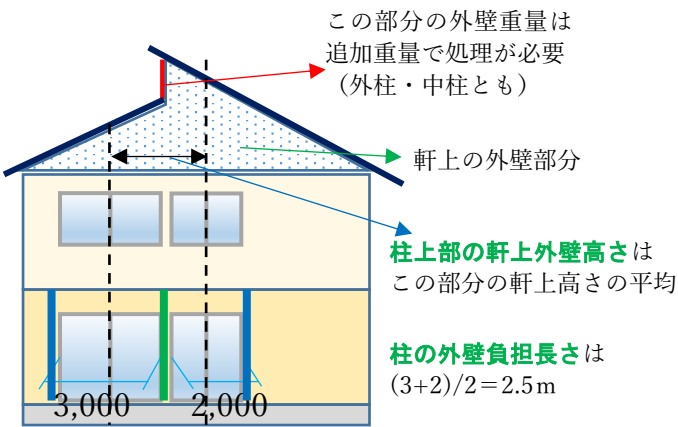 この部分の外壁重量は
追加重量で処理が必要
（外柱・中柱とも）
軒上の外壁部分
柱上部の軒上外壁高さは
この部分の軒上高さの平均
柱の外壁負担長さは
(3+2)/2＝2.5m
3,000 2,000